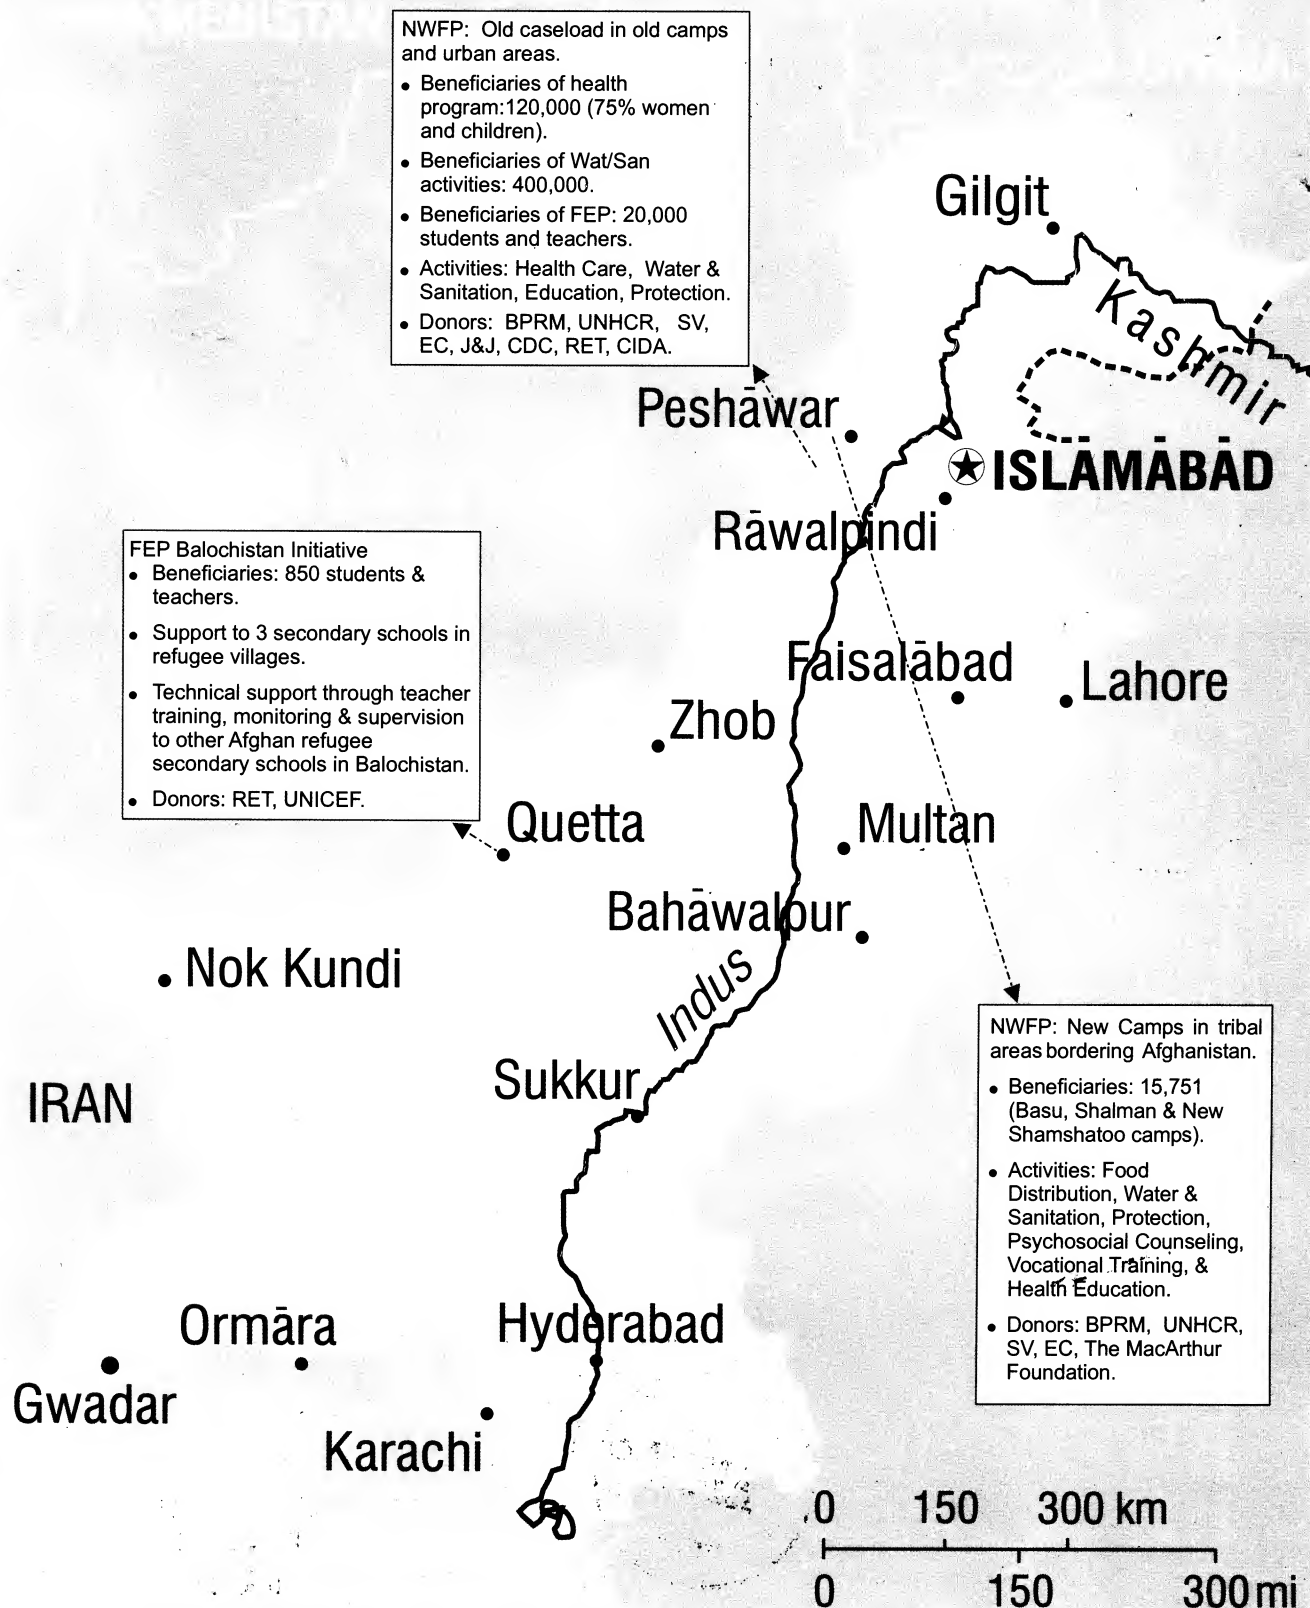 NWFP: Old caseload in old camps
and urban areas.
• Beneficiaries of health
program:120,000 (75% women
and children).
• Beneficiaries of Wat/San
activities: 400,000.
• Beneficiaries of FEP: 20,000
students and teachers.
• Activities: Health Care, Water &
Sanitation, Education, Protection.
• Donors: BPRM, UNHCR, SV,
EC, J&J, CDC, RET, CIDA.
Gilgit
Kashmir
Peshāwar
ISLĀMĀBĀD
Rāwalpindi
FEP Balochistan Initiative
• Beneficiaries: 850 students &
teachers.
• Support to 3 secondary schools in
refugee villages.
• Technical support through teacher
training, monitoring & supervision
to other Afghan refugee
secondary schools in Balochistan.
• Donors: RET, UNICEF.
Faisalābad
Lahore
Zhob
Quetta
Multan
Bahāwalpur
Nok Kundi
Indus
Sukkur
IRAN
NWFP: New Camps in tribal
areas bordering Afghanistan.
• Beneficiaries: 15,751
(Basu, Shalman & New
Shamshatoo camps).
• Activities: Food
Distribution, Water &
Sanitation, Protection,
Psychosocial Counseling,
Vocational Training, &
Health Education.
• Donors: BPRM, UNHCR,
SV, EC, The MacArthur
Foundation.
Ormāra
Hyderabad
Gwadar
Karachi
0 150 300 km
0 150 300 mi